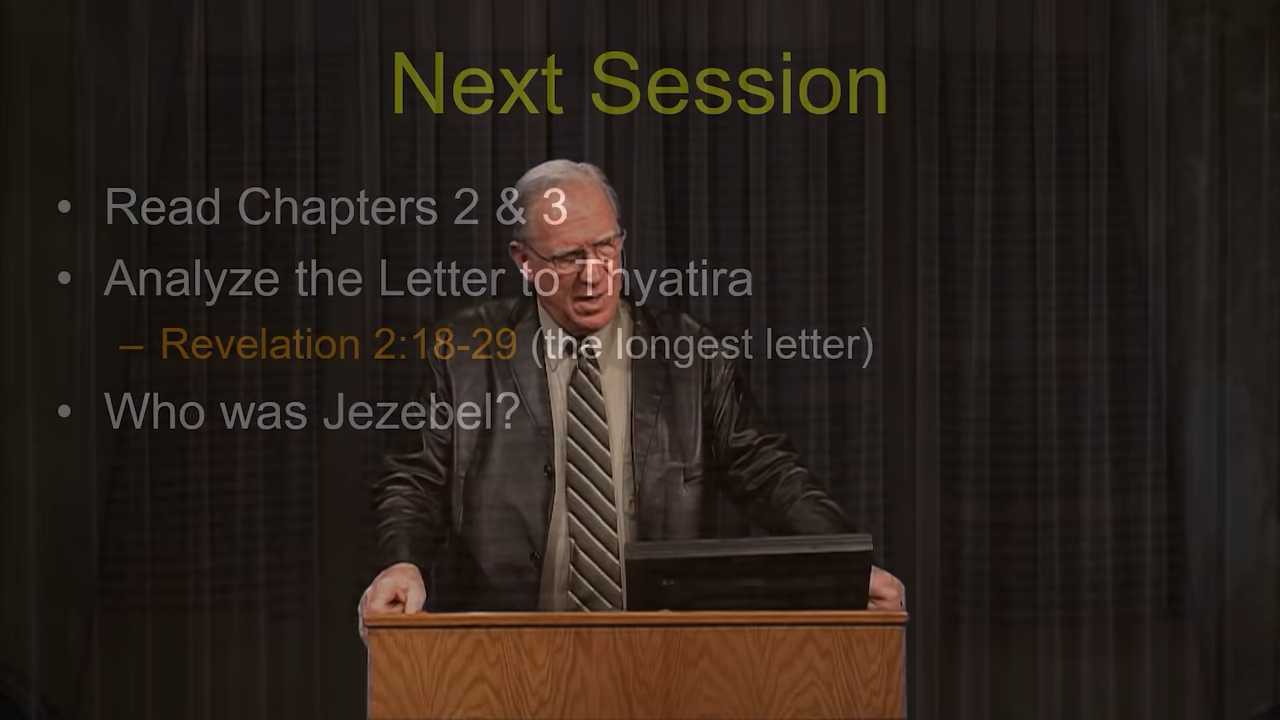 Next Session
• Read Chapters 2 & 3
• Analyze the Letter to Thyatira
– Revelation 2:18-29 (the longest letter)
• Who was Jezebel?